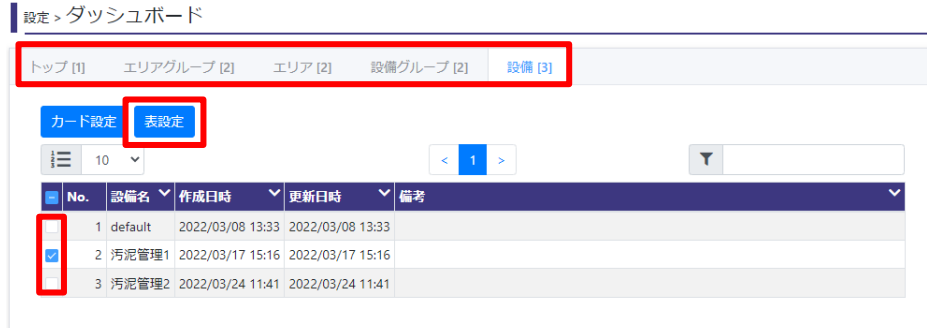 設定 > ダッシュボード
トップ [1] エリアグループ [2] エリア [2] 設備グループ [2] 設備 [3]
カード設定 表設定
10 < 1 >
No. 設備名 作成日時 更新日時 備考
1 default 2022/03/08 13:33 2022/03/08 13:33
2 汚泥管理1 2022/03/17 15:16 2022/03/17 15:16
3 汚泥管理2 2022/03/24 11:41 2022/03/24 11:41